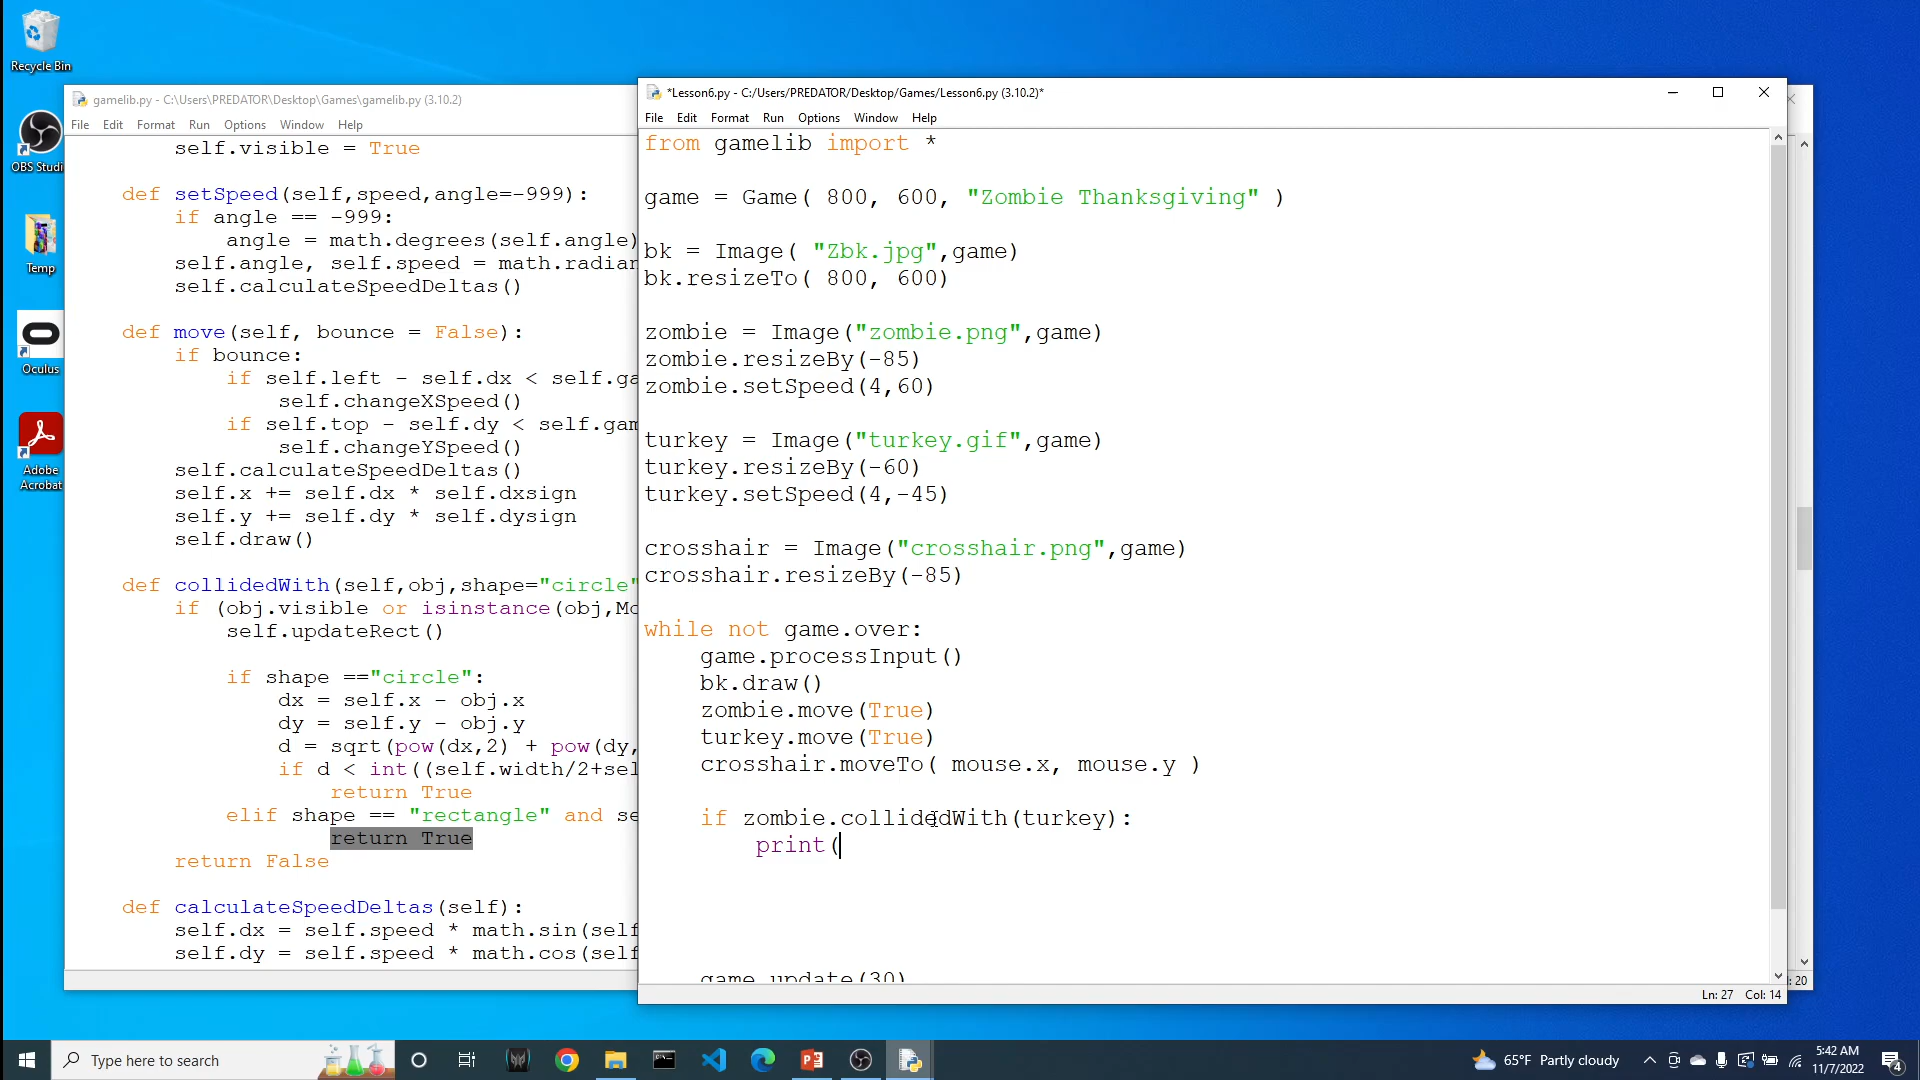 Recycle Bin
OBS Studi
Temp
Oculus
Adobe
Acrobat
gamelib.py - C:\Users\PREDATOR\Desktop\Games\gamelib.py (3.10.2)
File Edit Format Run Options Window Help
self.visible = True
def setSpeed(self,speed,angle=-999):
if angle == -999:
angle = math.degrees(self.angle)
self.angle, self.speed = math.radian
self.calculateSpeedDeltas()
def move(self, bounce = False):
if bounce:
if self.left - self.dx < self.ga
self.changeXSpeed()
if self.top - self.dy < self.gam
self.changeYSpeed()
self.calculateSpeedDeltas()
self.x += self.dx * self.dxsign
self.y += self.dy * self.dysign
self.draw()
def collidedWith(self,obj,shape="circle"
if (obj.visible or isinstance(obj,Mo
self.updateRect()
if shape =="circle":
dx = self.x - obj.x
dy = self.y - obj.y
d = sqrt(pow(dx,2) + pow(dy,
if d < int((self.width/2+sel
return True
elif shape == "rectangle" and se
return True
return False
def calculateSpeedDeltas(self):
self.dx = self.speed * math.sin(self
self.dy = self.speed * math.cos(self
*Lesson6.py - C:/Users/PREDATOR/Desktop/Games/Lesson6.py (3.10.2)*
File Edit Format Run Options Window Help
from gamelib import *
game = Game( 800, 600, "Zombie Thanksgiving" )
bk = Image( "Zbk.jpg",game)
bk.resizeTo( 800, 600)
zombie = Image("zombie.png",game)
zombie.resizeBy(-85)
zombie.setSpeed(4,60)
turkey = Image("turkey.gif",game)
turkey.resizeBy(-60)
turkey.setSpeed(4,-45)
crosshair = Image("crosshair.png",game)
crosshair.resizeBy(-85)
while not game.over:
game.processInput()
bk.draw()
zombie.move(True)
turkey.move(True)
crosshair.moveTo( mouse.x, mouse.y )
if zombie.collidedWith(turkey):
print(
game.update(30)
Ln: 27 Col: 14
: 20
Type here to search
65°F Partly cloudy
5:42 AM
11/7/2022
4